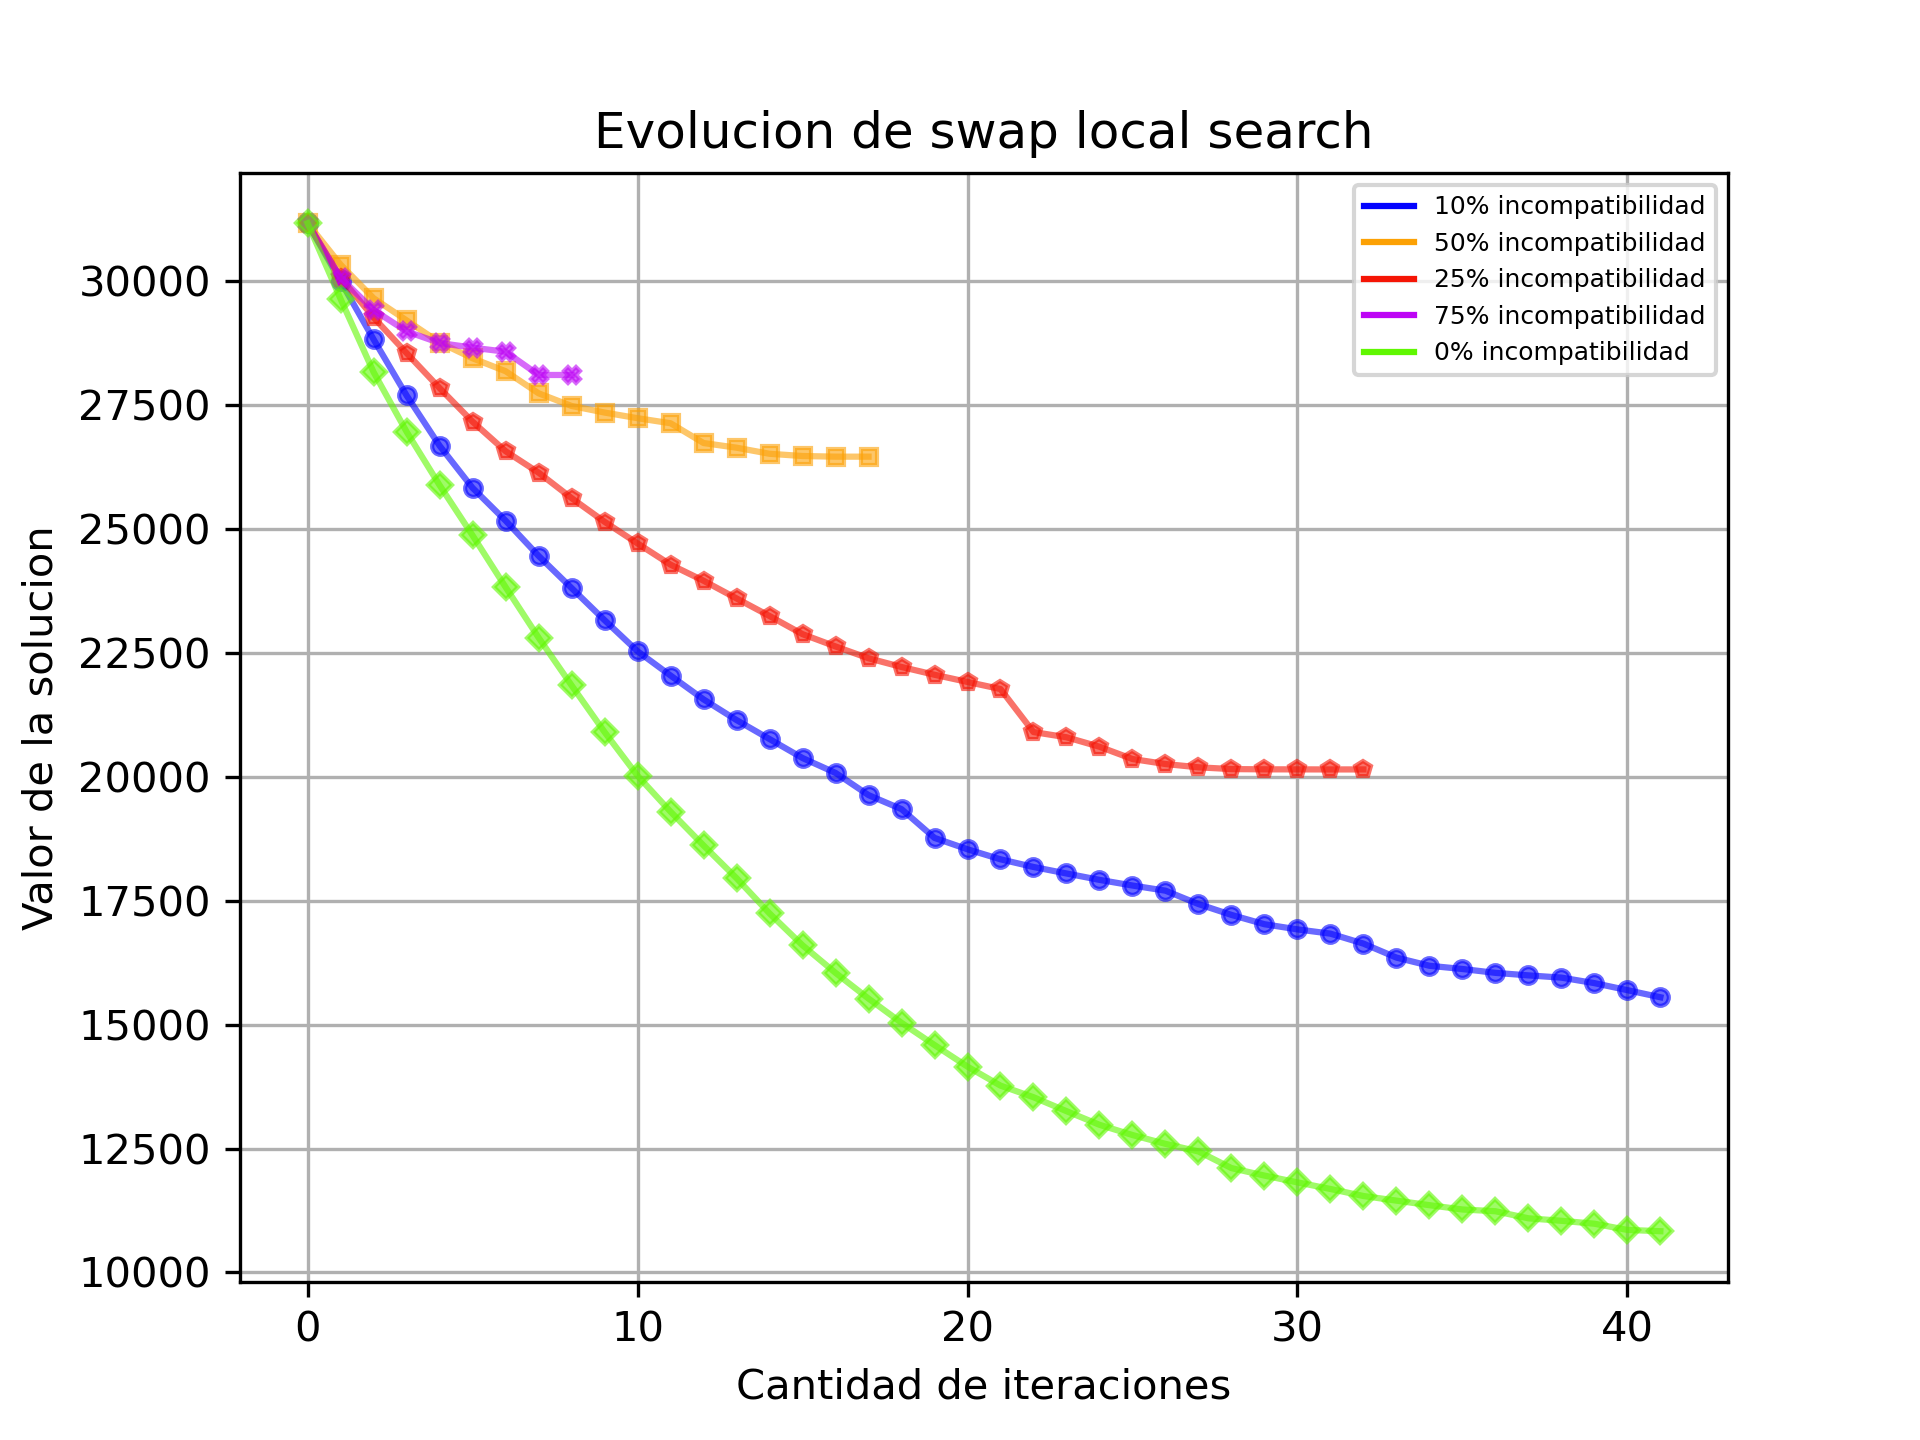 Evolucion de swap local search
10% incompatibilidad
50% incompatibilidad
25% incompatibilidad
75% incompatibilidad
0% incompatibilidad
Valor de la solucion
30000
27500
25000
22500
20000
17500
15000
12500
10000
0 10 20 30 40
Cantidad de iteraciones